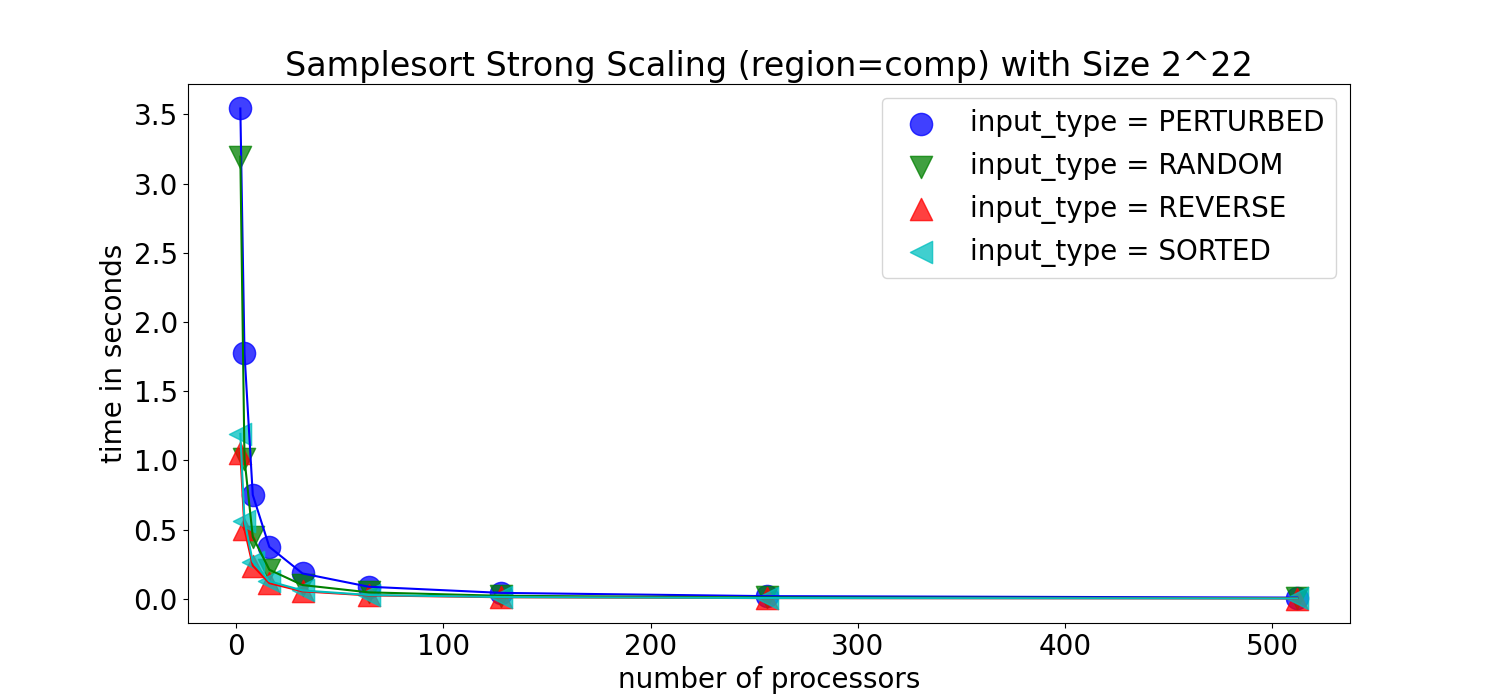 Samplesort Strong Scaling (region=comp) with Size 2^22
input_type = PERTURBED
input_type = RANDOM
input_type = REVERSE
input_type = SORTED
time in seconds
3.5
3.0
2.5
2.0
1.5
1.0
0.5
0.0
0 100 200 300 400 500
number of processors